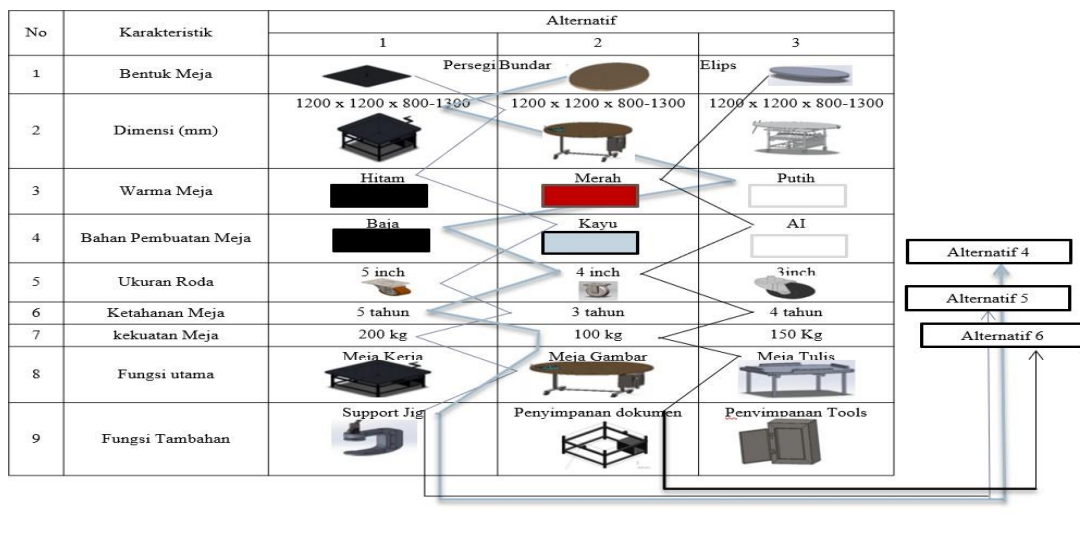 No Karakteristik Alternatif
1 2 3
1 Bentuk Meja Persegi Bundar Elips
2 Dimensi (mm) 1200 x 1200 x 800-1300 1200 x 1200 x 800-1300 1200 x 1200 x 800-1300
3 Warma Meja Hitam Merah Putih
4 Bahan Pembuatan Meja Baja Kayu AI
5 Ukuran Roda 5 inch 4 inch 3inch
6 Ketahanan Meja 5 tahun 3 tahun 4 tahun
7 kekuatan Meja 200 kg 100 kg 150 Kg
8 Fungsi utama Meja Kerja Meja Gambar Meja Tulis
9 Fungsi Tambahan Support Jig Penyimpanan dokumen Penyimpanan Tools
Alternatif 4
Alternatif 5
Alternatif 6